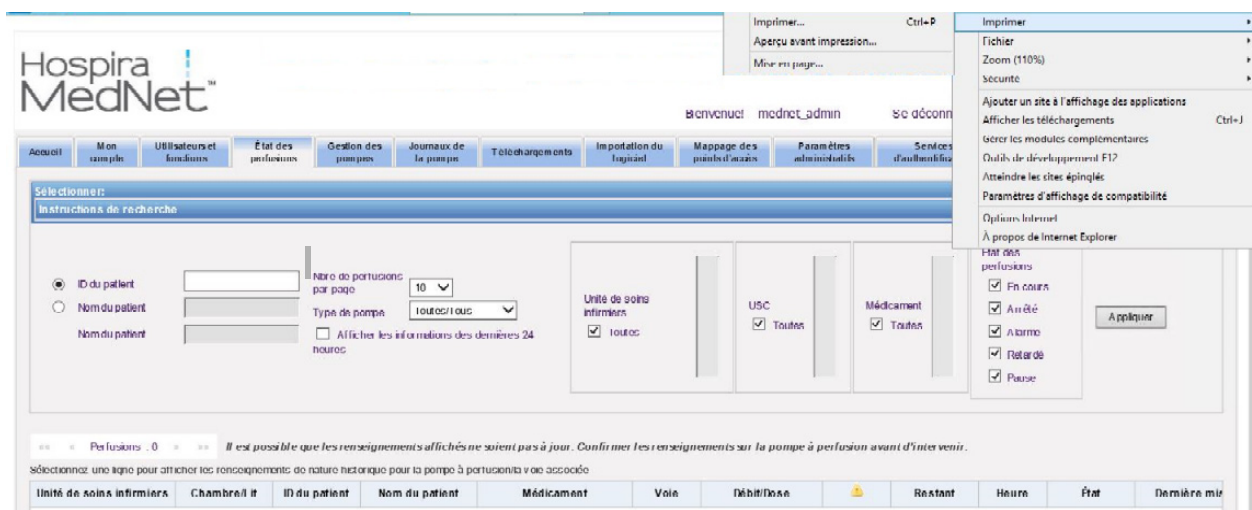 Imprimer... Ctrl+P
Aperçu avant impression...
Mise en page...
Imprimer
Fichier
Zoom (110%)
Sécurité
Ajouter un site à l'affichage des applications
Afficher les téléchargements Ctrl+J
Gérer les modules complémentaires
Outils de développement F12
Atteindre les sites épinglés
Paramètres d'affichage de compatibilité
Options Internet
À propos de Internet Explorer
Hospira
MedNet™
Bienvenue! mednet_admin Se déconn
Accueil
Mon compte
Utilisateurs et fonctions
État des perfusions
Gestion des pompes
Journaux de la pompe
Téléchargements
Importation du logiciel
Mappage des points d'accès
Paramètres administratifs
Services d'authentifica
Sélectionner:
Instructions de recherche
ID du patient
Nom du patient
Nom du patient
Nbre de perfusions
par page 10
Type de pompe Toutes/Tous
Afficher les informations des dernières 24
heures
Unité de soins
infirmiers
Toutes
USC
Toutes
Médicament
Toutes
État des
perfusions
En cours
Arrêté
Alarme
Retardé
Pause
Appliquer
«« « Perfusions : 0 » »» Il est possible que les renseignements affichés ne soient pas à jour. Confirmer les renseignements sur la pompe à perfusion avant d'intervenir.
Sélectionnez une ligne pour afficher les renseignements de nature historique pour la pompe à perfusion/la voie associée
Unité de soins infirmiers Chambre/Lit ID du patient Nom du patient Médicament Voie Débit/Dose Restant Heure État Dernière mis